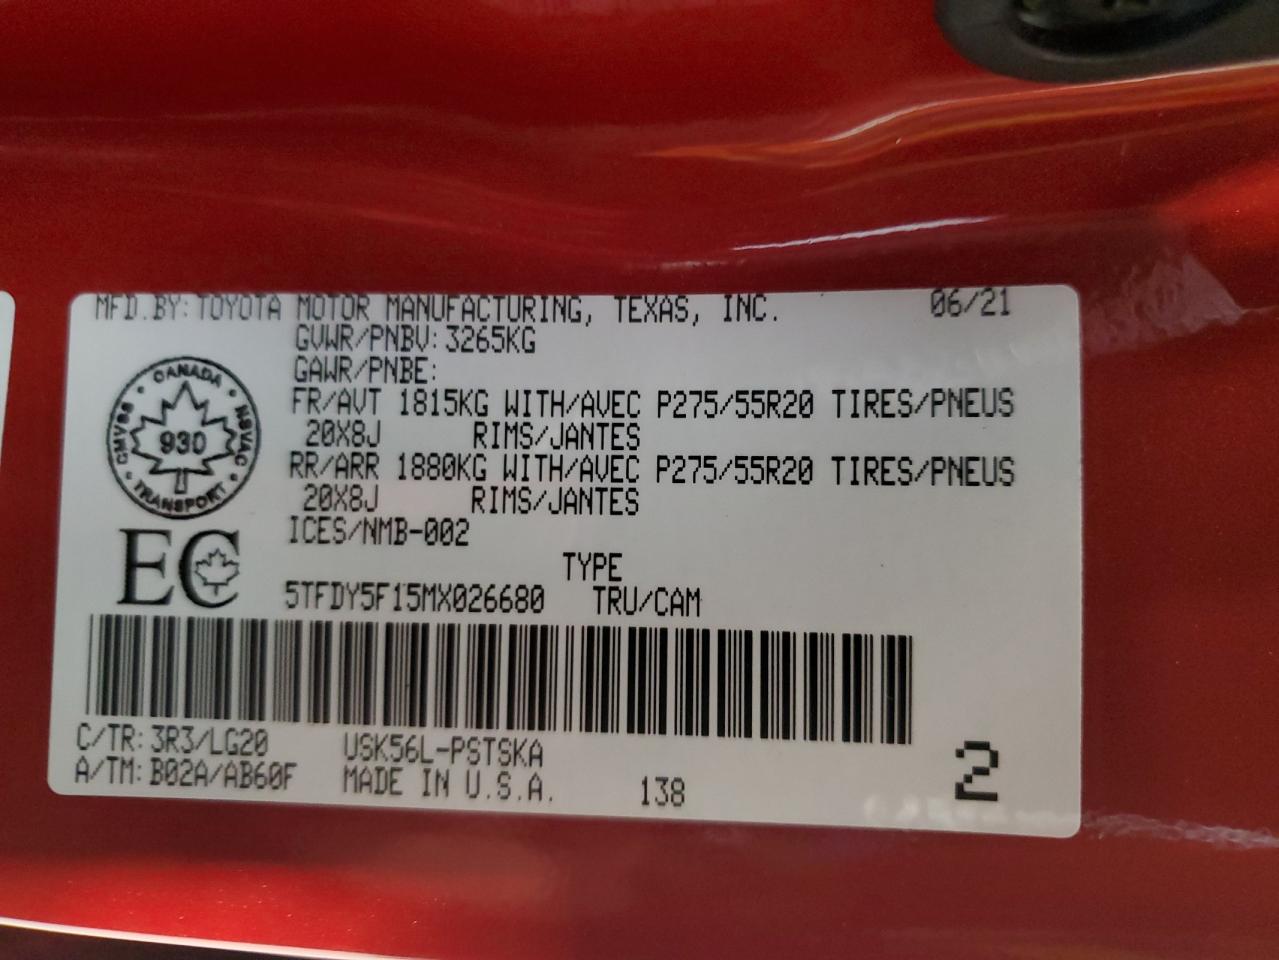 MFD.BY: TOYOTA MOTOR MANUFACTURING, TEXAS, INC. 06/21
GVWR/PNBV: 3265KG
GAWR/PNBE:
FR/AVT 1815KG WITH/AVEC P275/55R20 TIRES/PNEUS
20X8J RIMS/JANTES
RR/ARR 1880KG WITH/AVEC P275/55R20 TIRES/PNEUS
20X8J RIMS/JANTES
ICES/NMB-002
CANADA
CMVSS
930
NSVAC
TRANSPORT
EC
TYPE
5TFDY5F15MX026680 TRU/CAM
C/TR: 3R3/LG20 USK56L-PSTSKA
A/TM: B02A/AB60F MADE IN U.S.A. 138 2